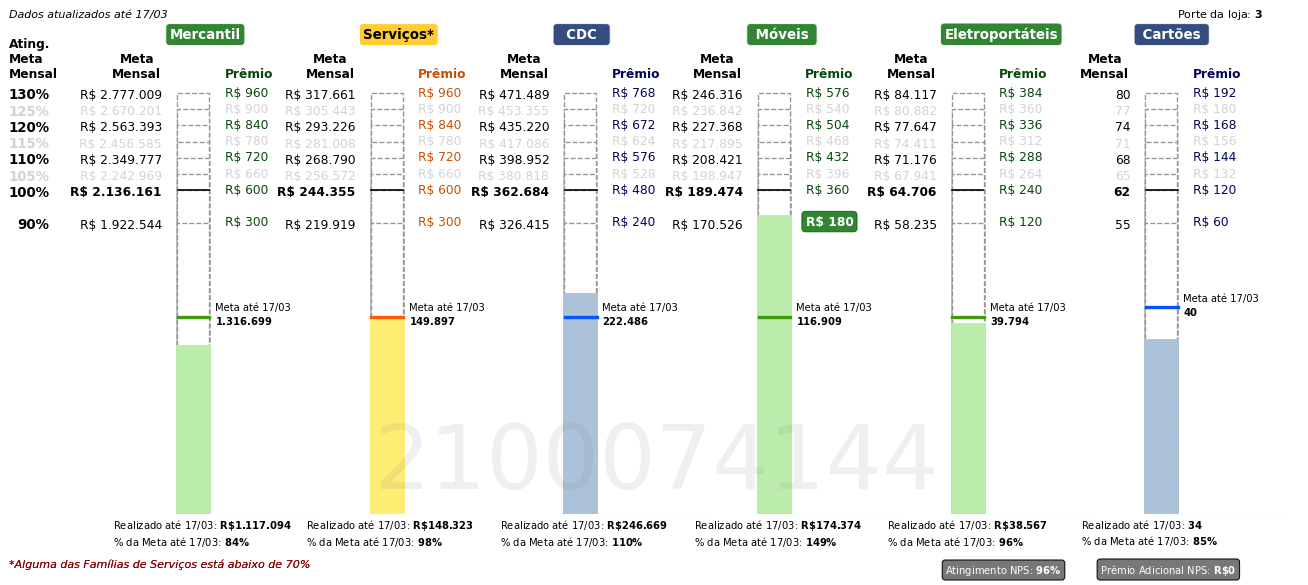 Dados atualizados até 17/03
Porte da loja: 3
Mercantil Serviços* CDC Móveis Eletroportáteis Cartões
Ating. Meta Mensal
Meta Mensal Prêmio Meta Mensal Prêmio Meta Mensal Prêmio Meta Mensal Prêmio Meta Mensal Prêmio Meta Mensal Prêmio
130% R$ 2.777.009 R$ 960 R$ 317.661 R$ 960 R$ 471.489 R$ 768 R$ 246.316 R$ 576 R$ 84.117 R$ 384 80 R$ 192
125% R$ 2.670.201 R$ 900 R$ 305.443 R$ 900 R$ 453.355 R$ 720 R$ 236.842 R$ 540 R$ 80.882 R$ 360 77 R$ 180
120% R$ 2.563.393 R$ 840 R$ 293.226 R$ 840 R$ 435.220 R$ 672 R$ 227.368 R$ 504 R$ 77.647 R$ 336 74 R$ 168
115% R$ 2.456.585 R$ 780 R$ 281.008 R$ 780 R$ 417.086 R$ 624 R$ 217.895 R$ 468 R$ 74.411 R$ 312 71 R$ 156
110% R$ 2.349.777 R$ 720 R$ 268.790 R$ 720 R$ 398.952 R$ 576 R$ 208.421 R$ 432 R$ 71.176 R$ 288 68 R$ 144
105% R$ 2.242.969 R$ 660 R$ 256.572 R$ 660 R$ 380.818 R$ 528 R$ 198.947 R$ 396 R$ 67.941 R$ 264 65 R$ 132
100% R$ 2.136.161 R$ 600 R$ 244.355 R$ 600 R$ 362.684 R$ 480 R$ 189.474 R$ 360 R$ 64.706 R$ 240 62 R$ 120
90% R$ 1.922.544 R$ 300 R$ 219.919 R$ 300 R$ 326.415 R$ 240 R$ 170.526 R$ 180 R$ 58.235 R$ 120 55 R$ 60
Meta até 17/03 Meta até 17/03 Meta até 17/03 Meta até 17/03 Meta até 17/03 Meta até 17/03
1.316.699 149.897 222.486 116.909 39.794 40
2100074144
Realizado até 17/03: R$1.117.094 Realizado até 17/03: R$148.323 Realizado até 17/03: R$246.669 Realizado até 17/03: R$174.374 Realizado até 17/03: R$38.567 Realizado até 17/03: 34
% da Meta até 17/03: 84% % da Meta até 17/03: 98% % da Meta até 17/03: 110% % da Meta até 17/03: 149% % da Meta até 17/03: 96% % da Meta até 17/03: 85%
*Alguma das Famílias de Serviços está abaixo de 70%
Atingimento NPS: 96% Prêmio Adicional NPS: R$0